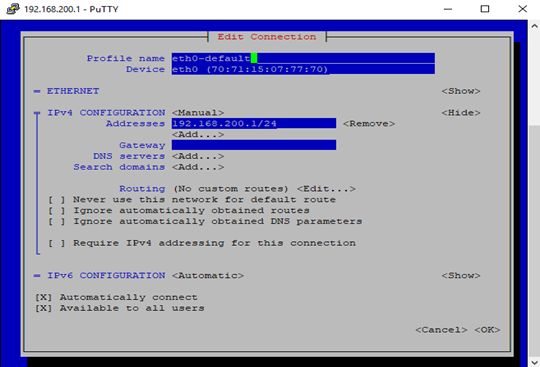 192.168.200.1 - PuTTY
Edit Connection
Profile name eth0-default
Device eth0 (70:71:15:07:77:70)
= ETHERNET <Show>
= IPv4 CONFIGURATION <Manual> <Hide>
Addresses 192.168.200.1/24 <Remove>
<Add...>
Gateway
DNS servers <Add...>
Search domains <Add...>
Routing (No custom routes) <Edit...>
[ ] Never use this network for default route
[ ] Ignore automatically obtained routes
[ ] Ignore automatically obtained DNS parameters
[ ] Require IPv4 addressing for this connection
= IPv6 CONFIGURATION <Automatic> <Show>
[X] Automatically connect
[X] Available to all users
<Cancel> <OK>